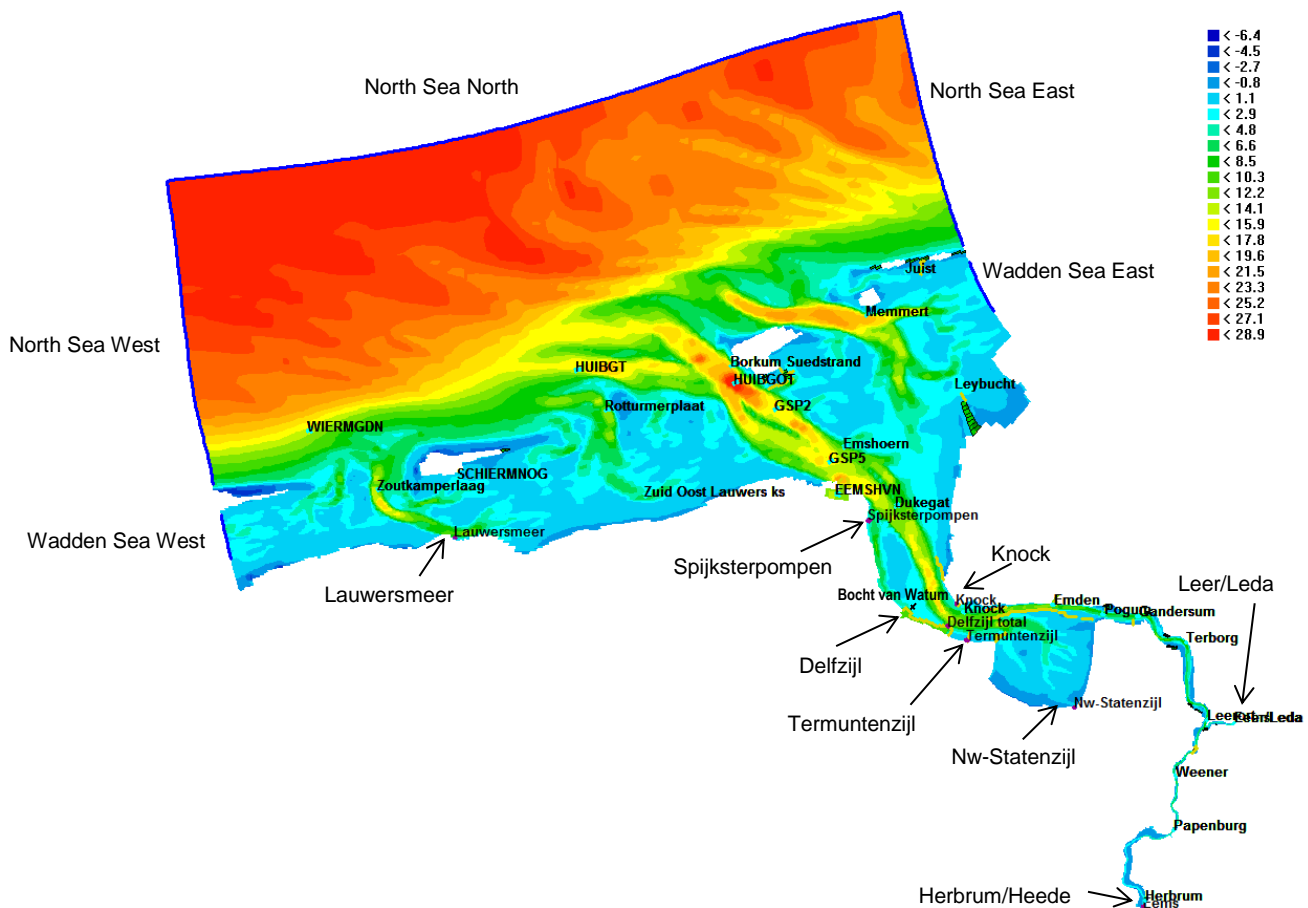 North Sea North
North Sea East
< -6.4
< -4.5
< -2.7
< -0.8
< 1.1
< 2.9
< 4.8
< 6.6
< 8.5
< 10.3
< 12.2
< 14.1
< 15.9
< 17.8
< 19.6
< 21.5
< 23.3
< 25.2
< 27.1
< 28.9
Juist
Wadden Sea East
Memmert
North Sea West
Borkum Suedstrand
HUIBGT
HUIBGOT
Leybucht
Rotturmerplaat
GSP2
WIERMGDN
Emshoern
GSP5
SCHIERMNOG
Zoutkamperlaag
Zuid Oost Lauwers ks
EEMSHVN
Dukegat
Spijksterpompen
Lauwersmeer
Wadden Sea West
Spijksterpompen
Knock
Lauwersmeer
Leer/Leda
Bocht van Watum
Knock
Knock
Emden
Pogum
Gandersum
Delfzijl total
Termuntenzijl
Terborg
Delfzijl
Nw-Statenzijl
Leerort
Leer/Leda
Termuntenzijl
Nw-Statenzijl
Weener
Papenburg
Herbrum/Heede
Herbrum
Eems